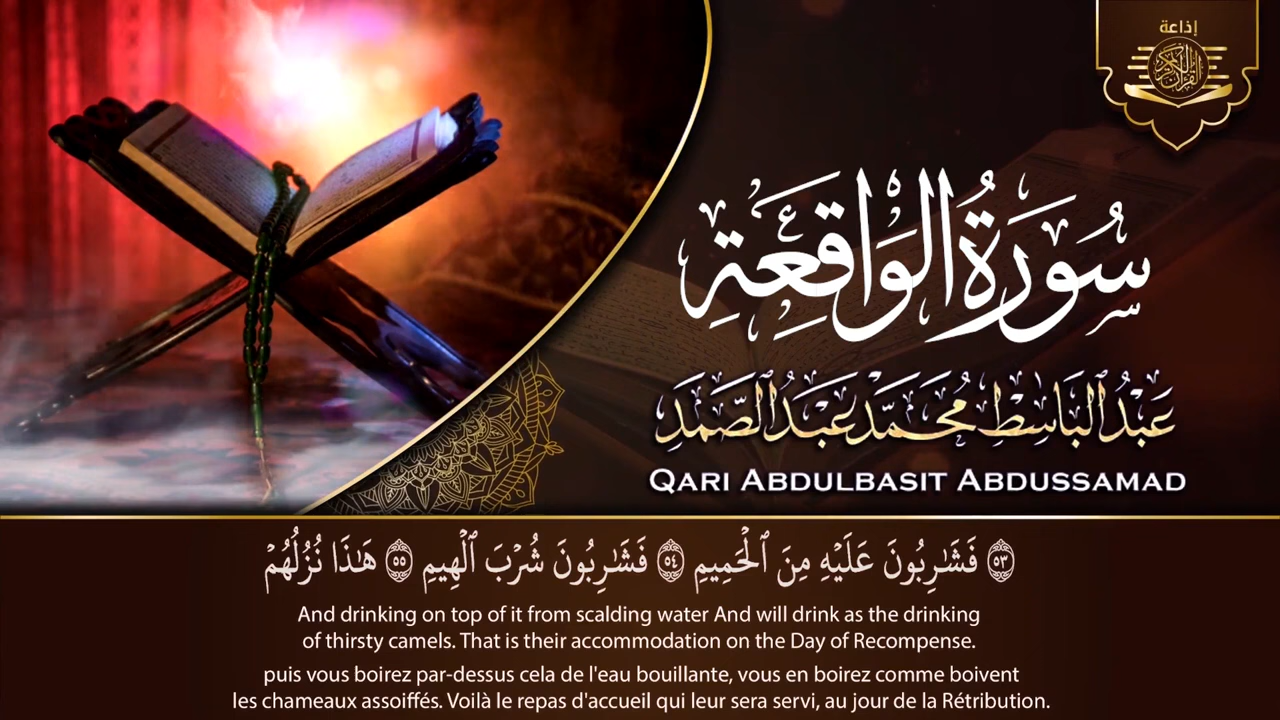 إذاعة
القرآن الكريم
سُورَةُ الوَاقِعَةِ
عَبْدُ الْبَاسِطِ مُحَمَّدْ عَبْدُ الصَّمَدِ
QARI ABDULBASIT ABDUSSAMAD
۝٥٣ فَشَـٰرِبُونَ عَلَيْهِ مِنَ ٱلْحَمِيمِ ۝٥٤ فَشَـٰرِبُونَ شُرْبَ ٱلْهِيمِ ۝٥٥ هَـٰذَا نُزُلُهُمْ
And drinking on top of it from scalding water And will drink as the drinking
of thirsty camels. That is their accommodation on the Day of Recompense.
puis vous boirez par-dessus cela de l'eau bouillante, vous en boirez comme boivent
les chameaux assoiffés. Voilà le repas d'accueil qui leur sera servi, au jour de la Rétribution.